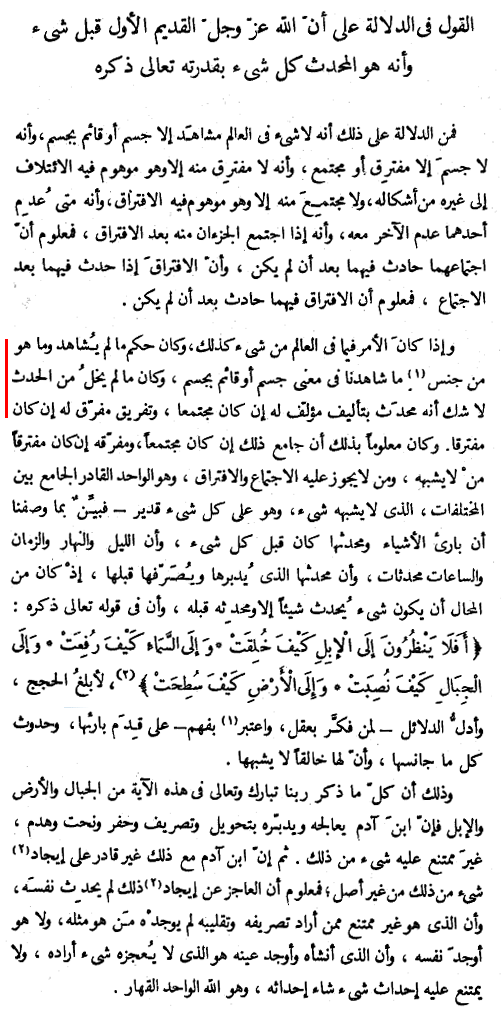 القول فى الدلالة على أنّ الله عزّ وجلّ القديم الأول قبل شىء
وأنه هو المحدث كل شىء بقدرته تعالى ذكره
فمن الدلالة على ذلك أنه لاشىء فى العالم مشاهَد إلا جسم أو قائم بجسم، وأنه
لا جسمَ إلا مفترق أو مجتمع، وأنه لا مفترق منه إلا وهو موهوم فيه الائتلاف
إلى غيره من أشكاله، ولا مجتمعَ منه إلا وهو موهوم فيه الافتراق، وأنه متى عُدم
أحدهما عدم الآخر معه، وأنه إذا اجتمع الجزءان منه بعد الافتراق، فمعلوم أنّ
اجتماعهما حادث فيهما بعد أن لم يكن، وأنّ الافتراقَ إذا حدث فيهما بعد
الاجتماع، فمعلوم أن الافتراق فيهما حادث بعد أن لم يكن.
وإذا كانَ الأمر فيما فى العالم من شىء كذلك، وكان حكم ما لم يُشاهد وما هو
من جنس (١) ما شاهدنا فى معنى جسم أو قائم بجسم، وكان ما لم يخلُ من الحدث
لا شك أنه محدَث بتأليف مؤلّف له إن كان مجتمعا، وتفريق مفرّق له إن كان
مفترقا. وكان معلوماً بذلك أن جامع ذلك إن كان مجتمعاً، ومفرّقه إن كان مفترقاً
منْ لايشبهه، ومن لا يجوز عليه الاجتماع والافتراق، وهو الواحد القادر الجامع بين
المختلفات، الذى لايشبهه شىء، وهو على كل شىء قدير – فبيِّنٌ بما وصفنا
أن بارئ الأشياء ومحدثها كان قبل كل شىء، وأن الليل والنهار والزمان
والساعات محدثات، وأن محدثها الذى يُدبرها ويُصَرّفها قبلها، إذْ كان من
المحال أن يكون شىء يُحدث شيئاً إلا ومحدِثه قبله، وأن فى قوله تعالى ذكره:
﴿أَفَلَا يَنْظُرُونَ إِلَى الْإِبِلِ كَيْفَ خُلِقَتْ * وَإِلَى السَّمَاءِ كَيْفَ رُفِعَتْ * وَإِلَى
الْجِبَالِ كَيْفَ نُصِبَتْ * وَإِلَى الْأَرْضِ كَيْفَ سُطِحَتْ﴾ (٢)، لأبلغُ الحجج،
وأدلُّ الدلائل – لمن فكَّر بعقل، واعتبر (١) بفهم – على قِدَم بارئها، وحدوث
كل ما جانسها، وأنّ لها خالقاً لا يشبهها.
وذلك أن كلّ ما ذكر ربنا تبارك وتعالى فى هذه الآية من الجبال والأرض
والإبل فإنّ ابنَ آدم يعالجه ويدبّره بتحويل وتصريف وحفر ونحت وهدم،
غيرَ ممتنع عليه شىء من ذلك. ثم إنّ ابن آدم مع ذلك غير قادر على إيجاد (٢)
شىء من ذلك من غير أصل؛ فمعلوم أن العاجز عن إيجاد (٢) ذلك لم يحدِث نفسَه،
وأن الذى هو غير ممتنع ممن أراد تصريفه وتقليبه لم يوجدْه مَن هو مثله، ولا هو
أوجدَ نفسه، وأن الذى أنشأه وأوجد عينه هو الذى لا يُعجزه شىء أراده، ولا
يمتنع عليه إحداث شىء شاء إحداثه، وهو الله الواحد القهار.